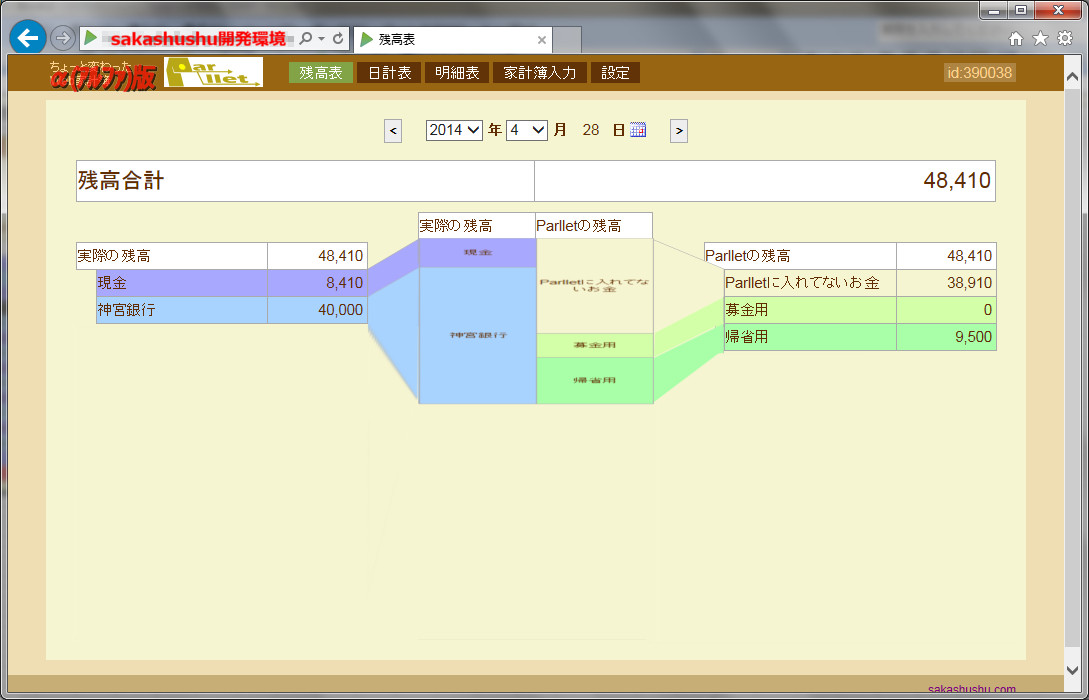 sakashushu開発環境
残高表
ちょっと変わった
α(アルファ)版
Parllet
残高表 日計表 明細表 家計簿入力 設定
id:390038
< 2014 年 4 月 28 日 >
残高合計 48,410
実際の残高 Parlletの残高
実際の残高 48,410
現金 8,410
神宮銀行 40,000
現金
神宮銀行
Parlletに入れてな
いお金
募金用
帰省用
Parlletの残高 48,410
Parlletに入れてないお金 38,910
募金用 0
帰省用 9,500
sakashushu.com